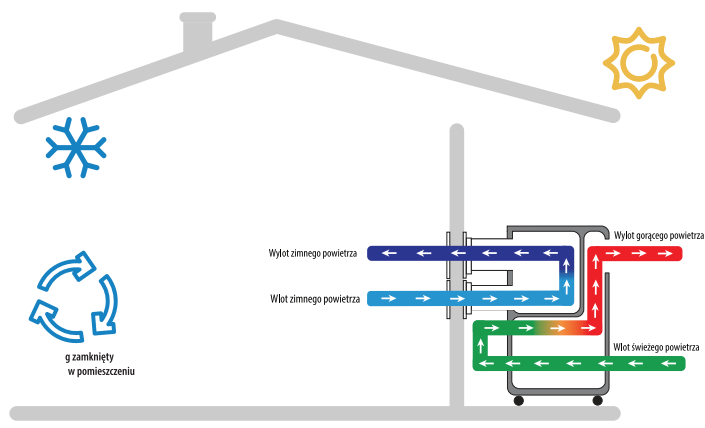 Wylot gorącego powietrza
Wylot zimnego powietrza
Wlot zimnego powietrza
Wlot świeżego powietrza
g zamknięty
w pomieszczeniu